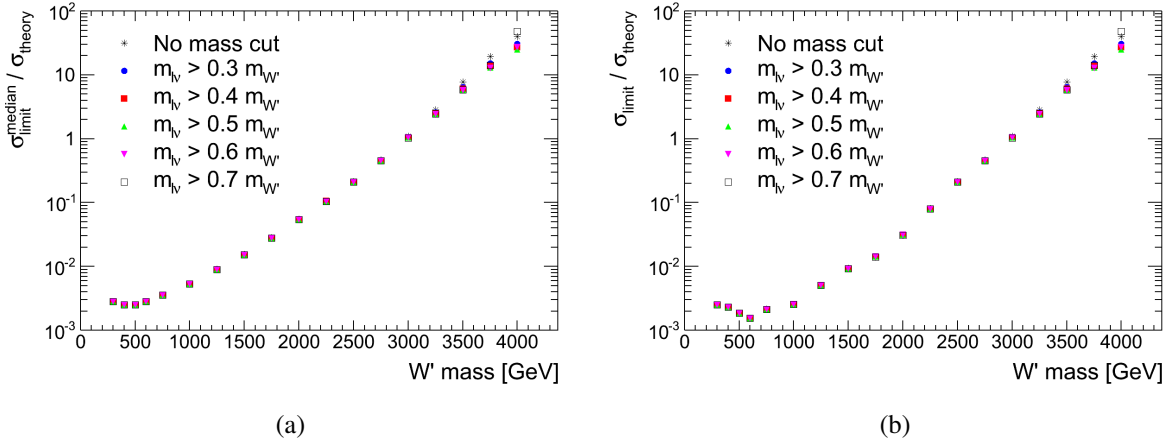 σ_limit^median / σ_theory
10²
10
1
10⁻¹
10⁻²
10⁻³
No mass cut
m_lν > 0.3 m_W'
m_lν > 0.4 m_W'
m_lν > 0.5 m_W'
m_lν > 0.6 m_W'
m_lν > 0.7 m_W'
0 500 1000 1500 2000 2500 3000 3500 4000
W' mass [GeV]
(a)
σ_limit / σ_theory
10²
10
1
10⁻¹
10⁻²
10⁻³
No mass cut
m_lν > 0.3 m_W'
m_lν > 0.4 m_W'
m_lν > 0.5 m_W'
m_lν > 0.6 m_W'
m_lν > 0.7 m_W'
0 500 1000 1500 2000 2500 3000 3500 4000
W' mass [GeV]
(b)